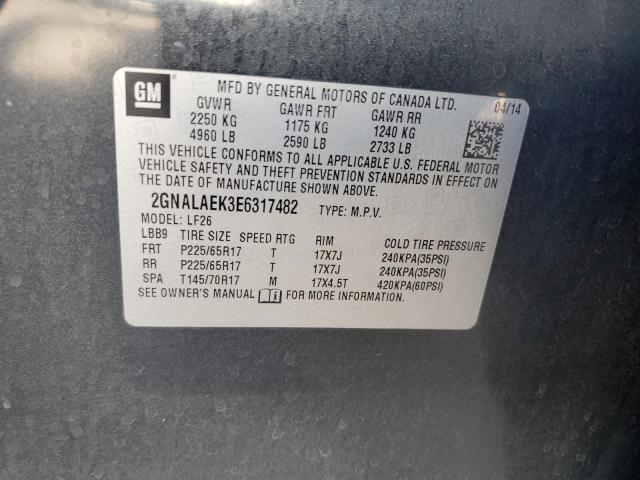 GM
MFD BY GENERAL MOTORS OF CANADA LTD. 04/14
GVWR GAWR FRT GAWR RR
2250 KG 1175 KG 1240 KG
4960 LB 2590 LB 2733 LB
THIS VEHICLE CONFORMS TO ALL APPLICABLE U.S. FEDERAL MOTOR
VEHICLE SAFETY AND THEFT PREVENTION STANDARDS IN EFFECT ON
THE DATE OF MANUFACTURE SHOWN ABOVE.
2GNALAEK3E6317482 TYPE: M.P.V.
MODEL: LF26
LBB9 TIRE SIZE SPEED RTG RIM COLD TIRE PRESSURE
FRT P225/65R17 T 17X7J 240KPA(35PSI)
RR P225/65R17 T 17X7J 240KPA(35PSI)
SPA T145/70R17 M 17X4.5T 420KPA(60PSI)
SEE OWNER'S MANUAL FOR MORE INFORMATION.